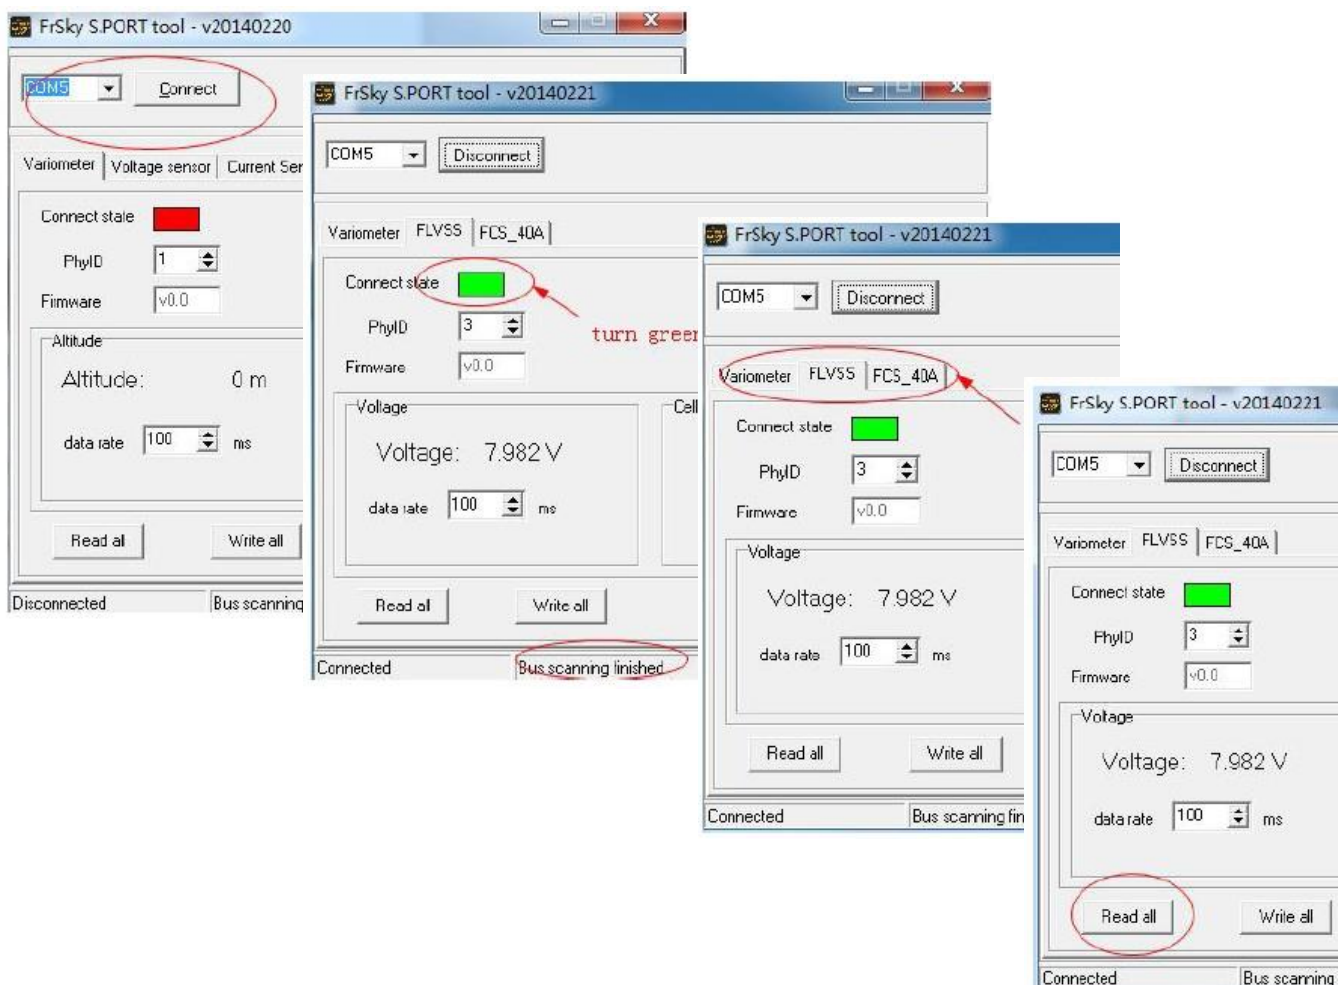 FrSky S.PORT tool - v20140220
COM5 Connect
Variometer Voltage sensor Current Ser
Connect state
PhyID 1
Firmware v0.0
Altitude
Altitude: 0 m
data rate 100 ms
Read all Write all
Disconnected Bus scanning
FrSky S.PORT tool - v20140221
COM5 Disconnect
Variometer FLVSS FCS_40A
Connect state
PhyID 3
turn green
Firmware v0.0
Voltage Cell
Voltage: 7.982 V
data rate 100 ms
Read all Write all
Connected Bus scanning finished
FrSky S.PORT tool - v20140221
COM5 Disconnect
Variometer FLVSS FCS_40A
Connect state
PhyID 3
Firmware v0.0
Voltage
Voltage: 7.982 V
data rate 100 ms
Read all Write all
Connected Bus scanning fin
FrSky S.PORT tool - v20140221
COM5 Disconnect
Variometer FLVSS FCS_40A
Connect state
PhyID 3
Firmware v0.0
Voltage
Voltage: 7.982 V
data rate 100 ms
Read all Write all
Connected Bus scanning